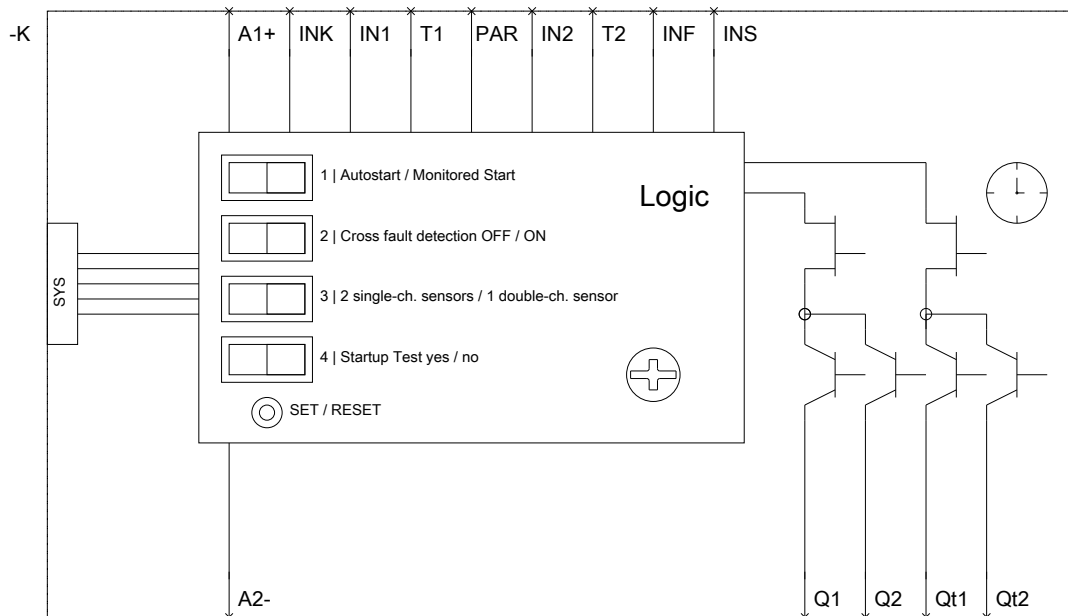 -K A1+ INK IN1 T1 PAR IN2 T2 INF INS
1 | Autostart / Monitored Start
Logic
2 | Cross fault detection OFF / ON
SYS
3 | 2 single-ch. sensors / 1 double-ch. sensor
4 | Startup Test yes / no
SET / RESET
A2- Q1 Q2 Qt1 Qt2